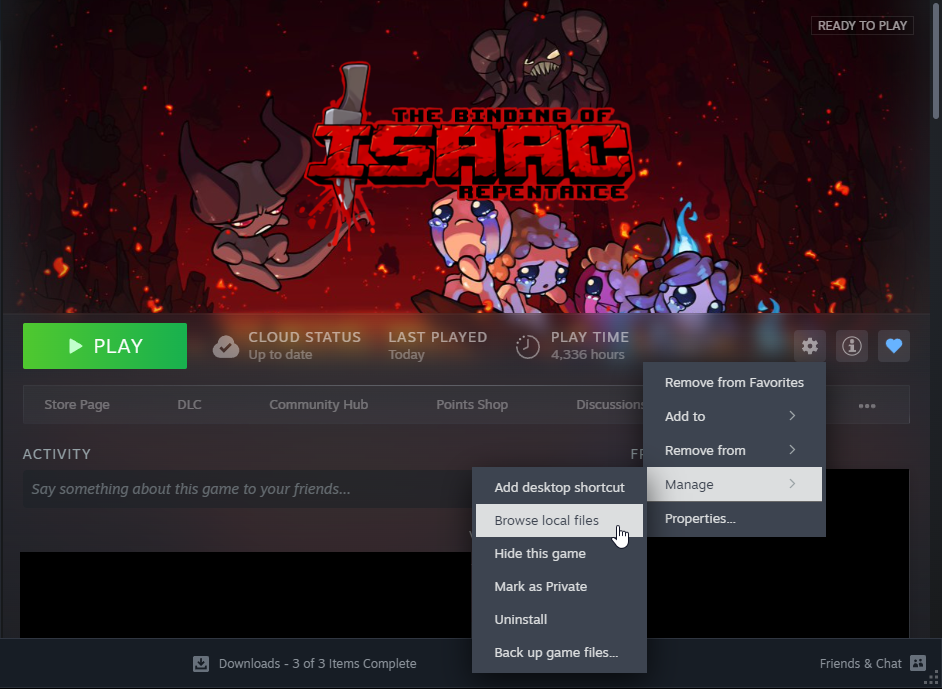 READY TO PLAY
THE BINDING OF
ISAAC
REPENTANCE
PLAY
CLOUD STATUS
Up to date
LAST PLAYED
Today
PLAY TIME
4,336 hours
Store Page
DLC
Community Hub
Points Shop
Discussions
Remove from Favorites
Add to
Remove from
Manage
Properties...
ACTIVITY
Say something about this game to your friends...
Add desktop shortcut
Browse local files
Hide this game
Mark as Private
Uninstall
Back up game files...
Downloads - 3 of 3 Items Complete
Friends & Chat